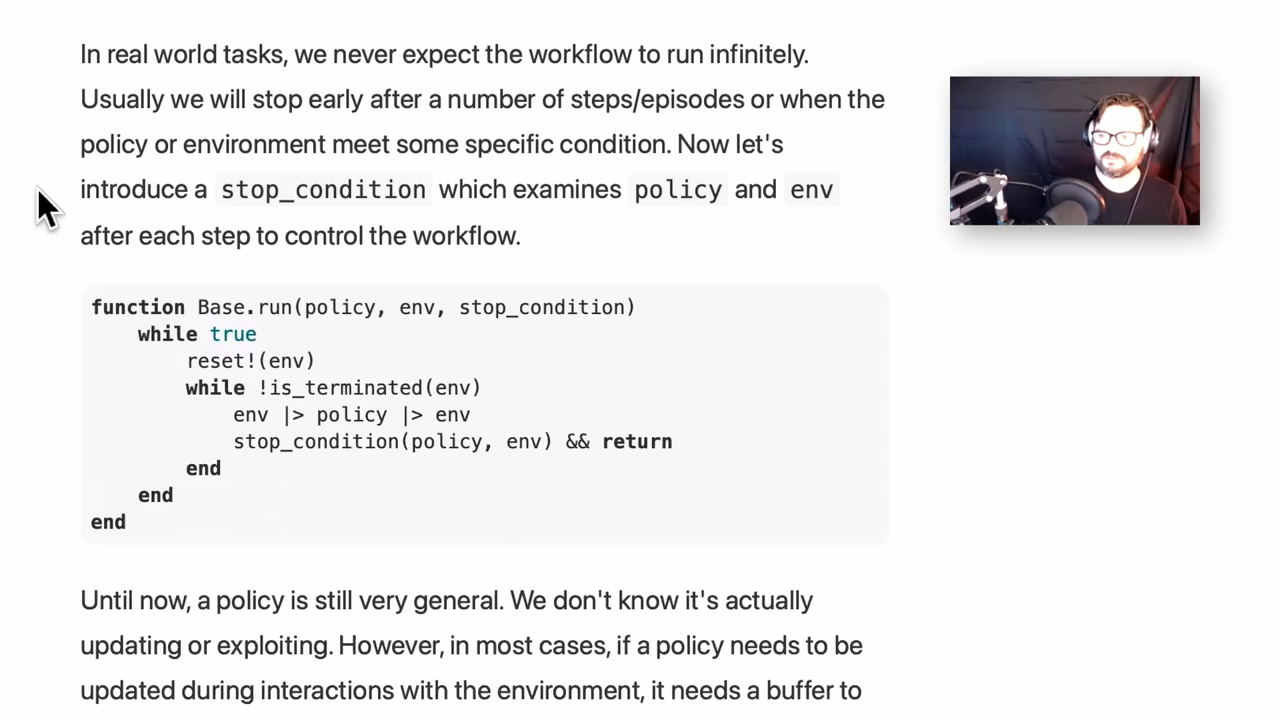 In real world tasks, we never expect the workflow to run infinitely.
Usually we will stop early after a number of steps/episodes or when the
policy or environment meet some specific condition. Now let's
introduce a stop_condition which examines policy and env
after each step to control the workflow.
function Base.run(policy, env, stop_condition)
    while true
        reset!(env)
        while !is_terminated(env)
            env |> policy |> env
            stop_condition(policy, env) && return
        end
    end
end
Until now, a policy is still very general. We don't know it's actually
updating or exploiting. However, in most cases, if a policy needs to be
updated during interactions with the environment, it needs a buffer to